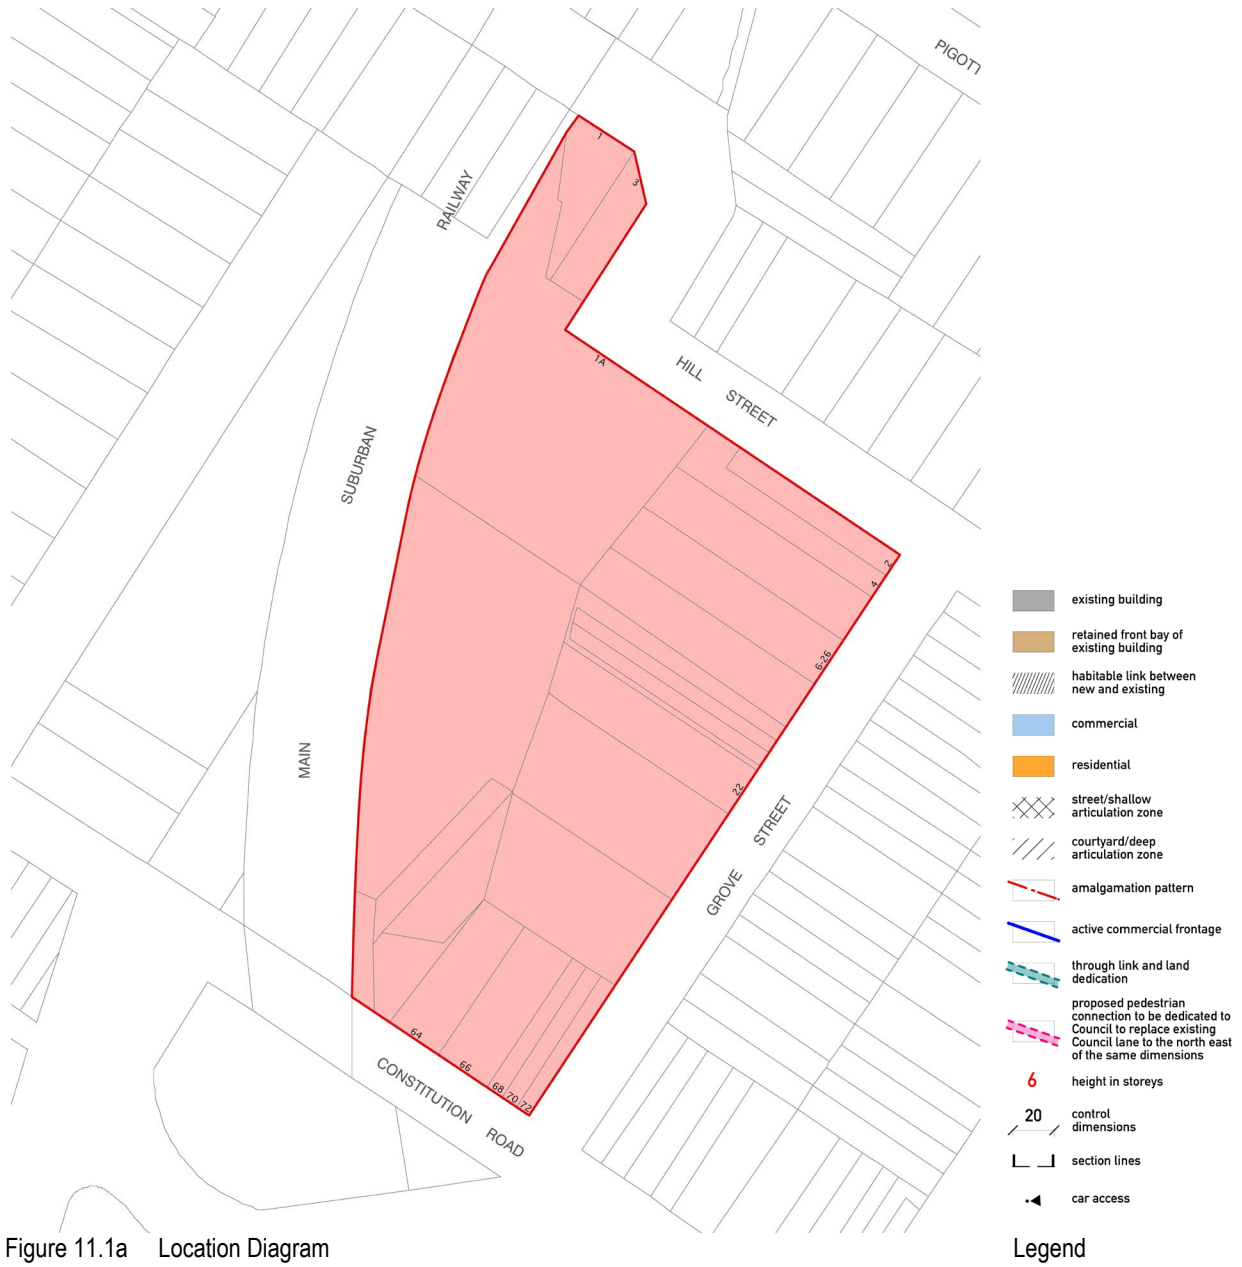 PIGOTT
1
3
RAILWAY
1A
HILL STREET
SUBURBAN
2
4
6-26
MAIN
22
GROVE STREET
64
66
68
70
72
CONSTITUTION ROAD
existing building
retained front bay of
existing building
habitable link between
new and existing
commercial
residential
street/shallow
articulation zone
courtyard/deep
articulation zone
amalgamation pattern
active commercial frontage
through link and land
dedication
proposed pedestrian
connection to be dedicated to
Council to replace existing
Council lane to the north east
of the same dimensions
6
height in storeys
20
control
dimensions
section lines
car access
Figure 11.1a Location Diagram
Legend